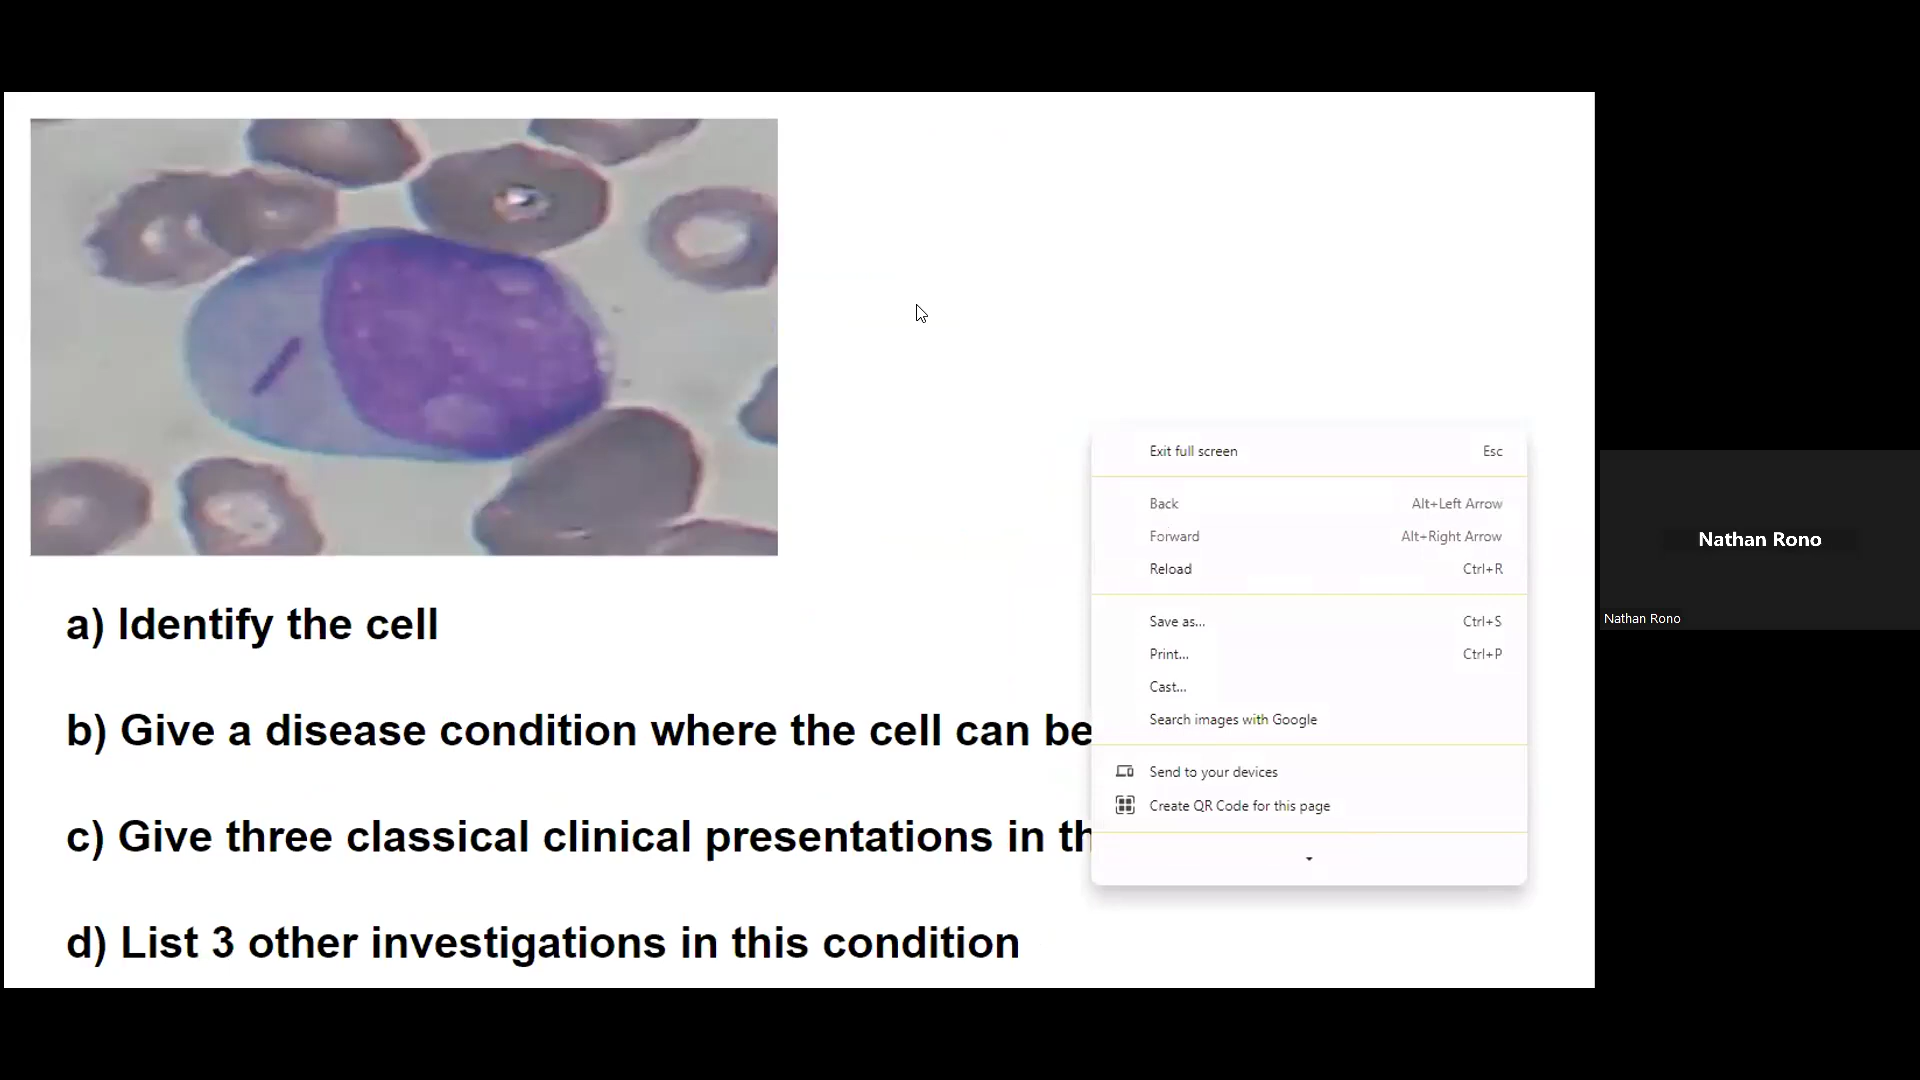 a) Identify the cell
b) Give a disease condition where the cell can be
c) Give three classical clinical presentations in th
d) List 3 other investigations in this condition
Exit full screen Esc
Back Alt+Left Arrow
Forward Alt+Right Arrow
Reload Ctrl+R
Save as... Ctrl+S
Print... Ctrl+P
Cast...
Search images with Google
Send to your devices
Create QR Code for this page
Nathan Rono
Nathan Rono